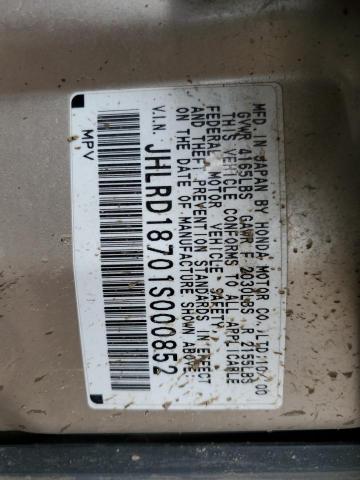 MFD. IN JAPAN BY HONDA MOTOR CO., LTD. 10/00
GVWR 4165LBS GAWR F 2030LBS R 2155LBS
THIS VEHICLE CONFORMS TO ALL APPLICABLE
FEDERAL MOTOR VEHICLE SAFETY
AND THEFT PREVENTION STANDARDS IN EFFECT
ON THE DATE OF MANUFACTURE SHOWN ABOVE.
V.I.N. JHLRD18701S000852
MPV